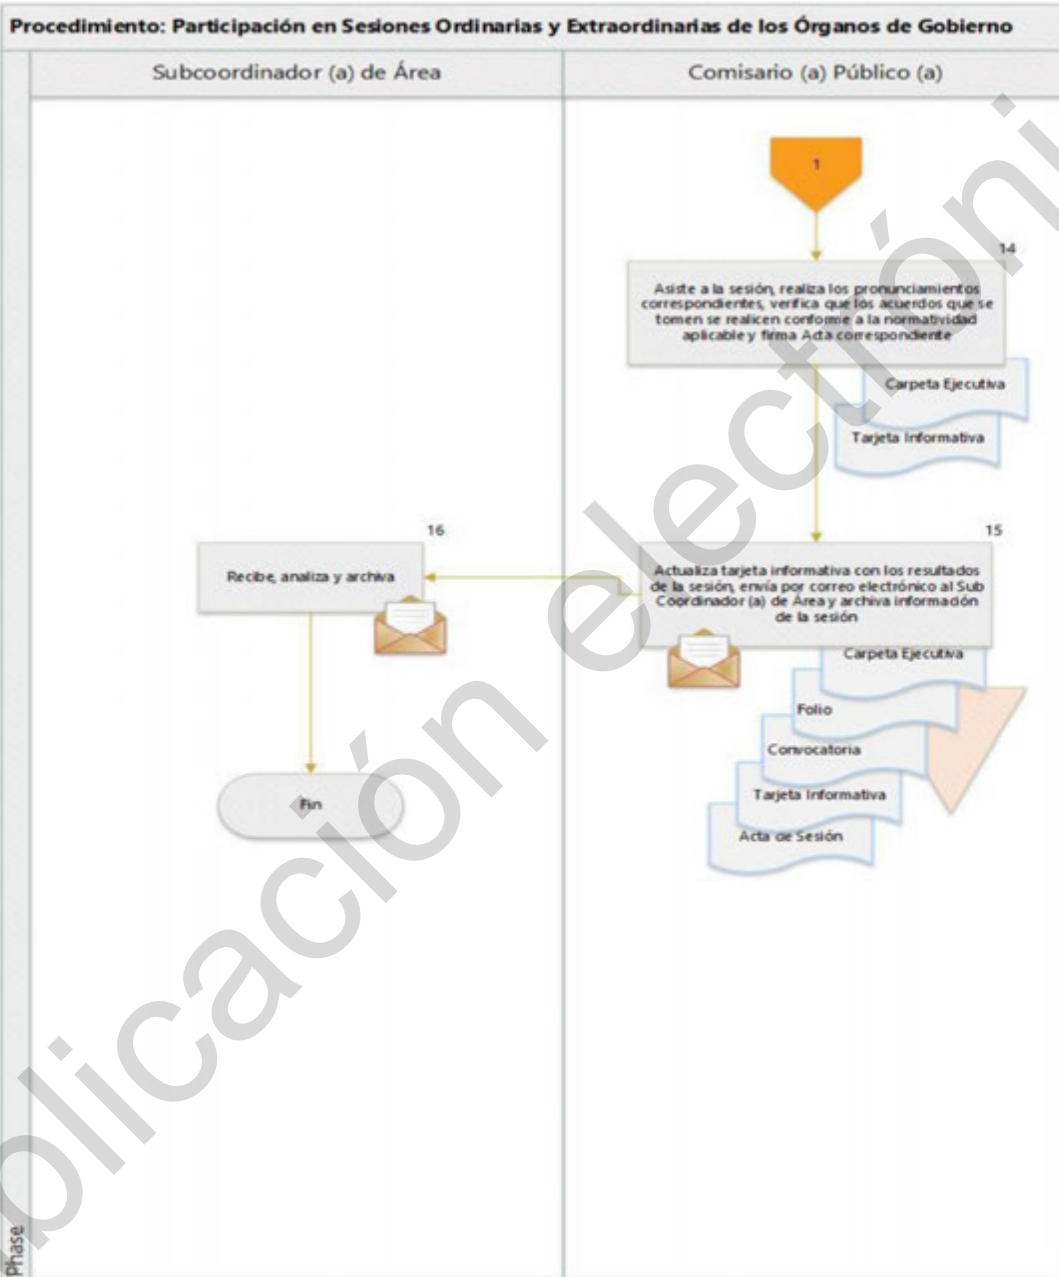 Procedimiento: Participación en Sesiones Ordinarias y Extraordinarias de los Órganos de Gobierno
Subcoordinador (a) de Área
Comisario (a) Público (a)
1
14
Asiste a la sesión, realiza los pronunciamientos
correspondientes, verifica que los acuerdos que se
tomen se realicen conforme a la normatividad
aplicable y firma Acta correspondiente
Carpeta Ejecutiva
Tarjeta Informativa
15
Actualiza tarjeta informativa con los resultados
de la sesión, envía por correo electrónico al Sub
Coordinador (a) de Área y archiva información
de la sesión
Carpeta Ejecutiva
Folio
Convocatoria
Tarjeta Informativa
Acta de Sesión
16
Recibe, analiza y archiva
Fin
Phase
blicación electróni